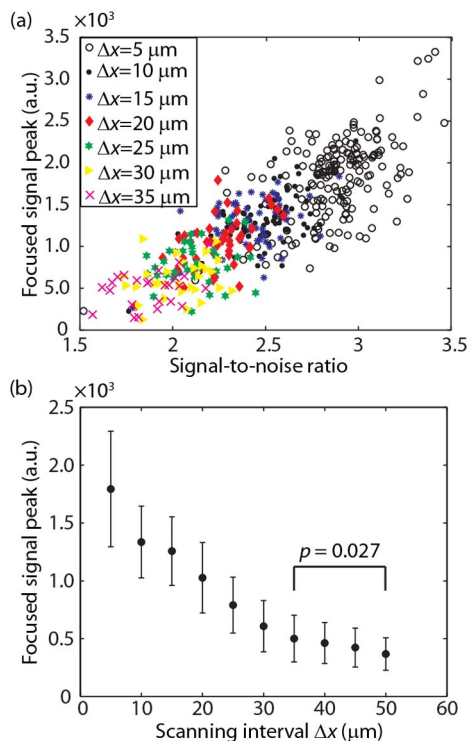 (a)
×10³
3.5
3.0
2.5
2.0
1.5
1.0
5.0
0
Focused signal peak (a.u.)
Δx=5 μm
Δx=10 μm
Δx=15 μm
Δx=20 μm
Δx=25 μm
Δx=30 μm
Δx=35 μm
1.5 2 2.5 3 3.5
Signal-to-noise ratio
(b)
×10³
2.5
2.0
1.5
1.0
0.5
0
Focused signal peak (a.u.)
p = 0.027
0 10 20 30 40 50 60
Scanning interval Δx (μm)